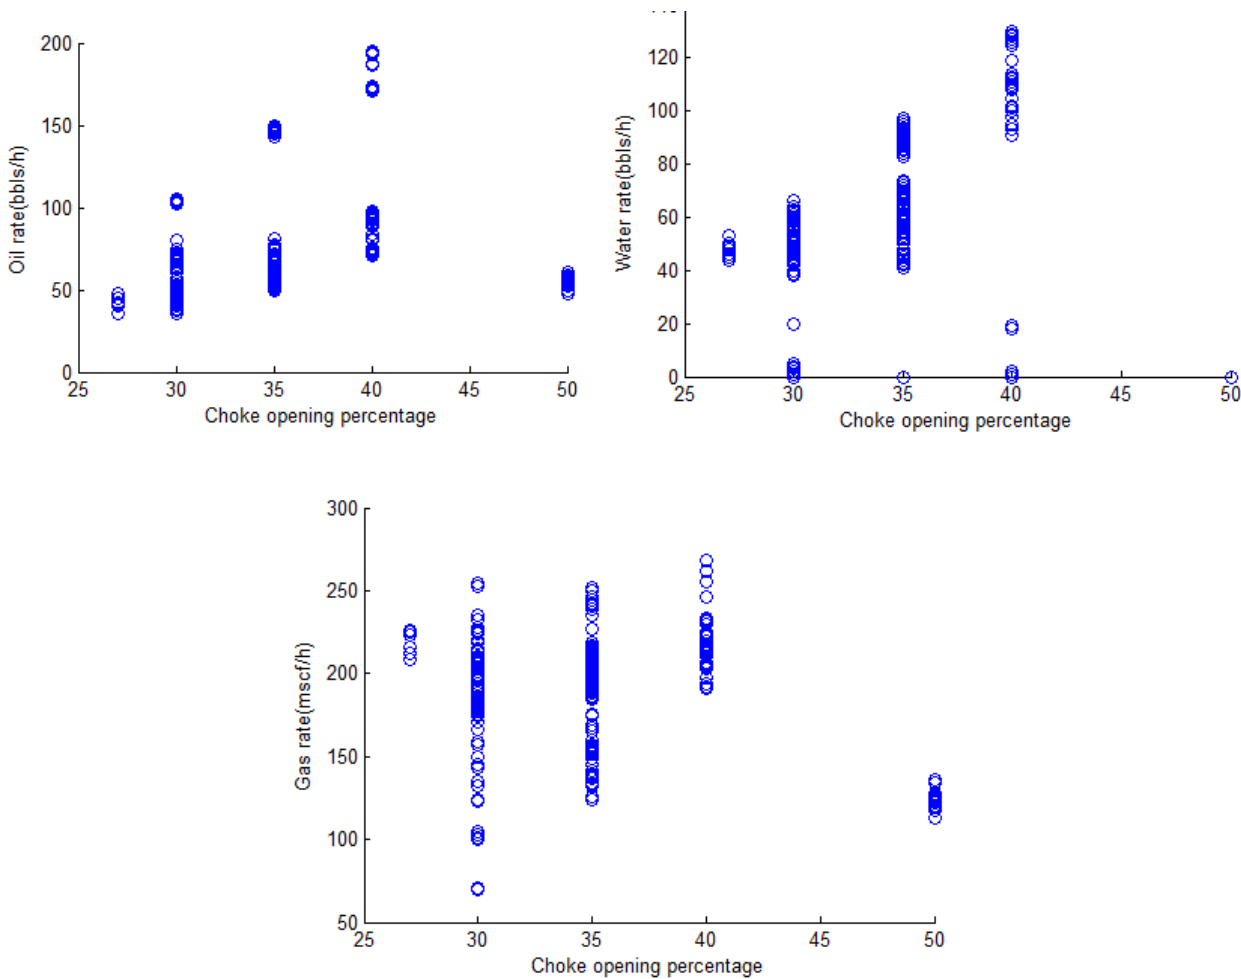 Oil rate(bbls/h)
200
150
100
50
0
25 30 35 40 45 50
Choke opening percentage
Water rate(bbls/h)
120
100
80
60
40
20
0
25 30 35 40 45 50
Choke opening percentage
Gas rate(mscf/h)
300
250
200
150
100
50
25 30 35 40 45 50
Choke opening percentage